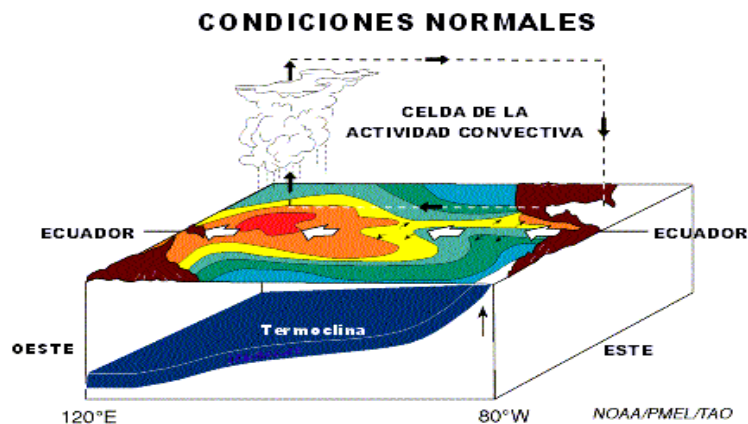 CONDICIONES NORMALES
CELDA DE LA
ACTIVIDAD CONVECTIVA
ECUADOR
ECUADOR
Termoclina
OESTE
ESTE
120°E
80°W
NOAA/PMEL/TAO